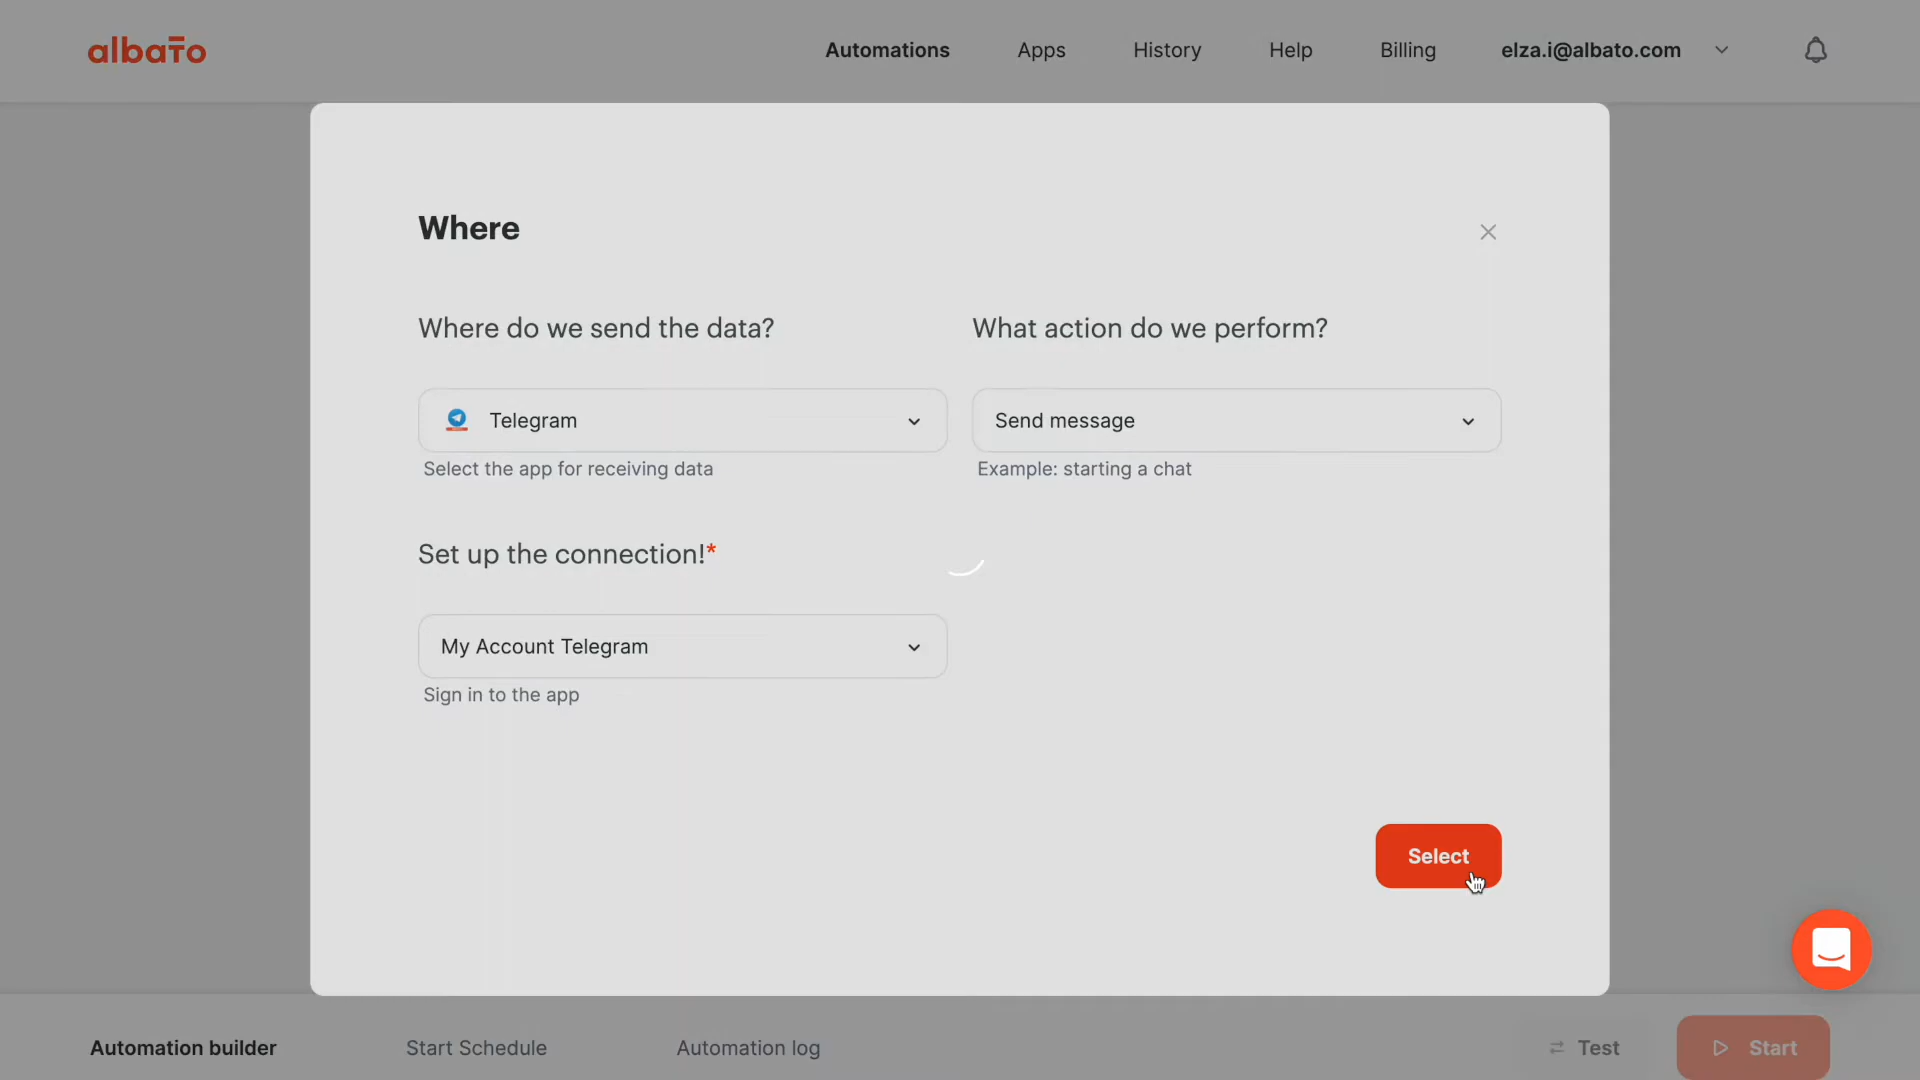 albato
Automations
Apps
History
Help
Billing
elza.i@albato.com
Where
Where do we send the data?
What action do we perform?
Telegram
Send message
Select the app for receiving data
Example: starting a chat
Set up the connection!*
My Account Telegram
Sign in to the app
Select
Automation builder
Start Schedule
Automation log
Test
Start